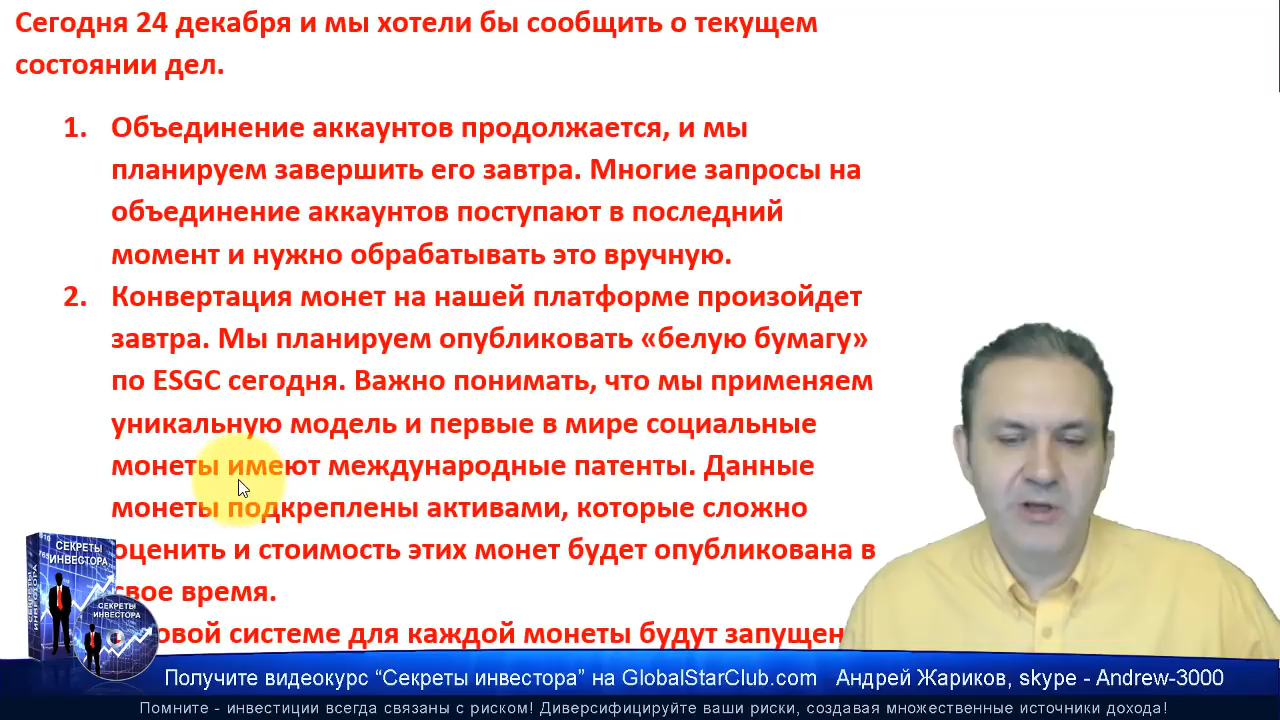 Сегодня 24 декабря и мы хотели бы сообщить о текущем
состоянии дел.
1. Объединение аккаунтов продолжается, и мы
планируем завершить его завтра. Многие запросы на
объединение аккаунтов поступают в последний
момент и нужно обрабатывать это вручную.
2. Конвертация монет на нашей платформе произойдет
завтра. Мы планируем опубликовать «белую бумагу»
по ESGC сегодня. Важно понимать, что мы применяем
уникальную модель и первые в мире социальные
монеты имеют международные патенты. Данные
монеты подкреплены активами, которые сложно
оценить и стоимость этих монет будет опубликована в
свое время.
системе для каждой монеты будут
СЕКРЕТЫ
ИНВЕСТОРА
СЕКРЕТЫ
ИНВЕСТОРА
Получите видеокурс “Секреты инвестора” на GlobalStarClub.com Андрей Жариков, skype - Andrew-3000
Помните - инвестиции всегда связаны с риском! Диверсифицируйте ваши риски, создавая множественные источники дохода!